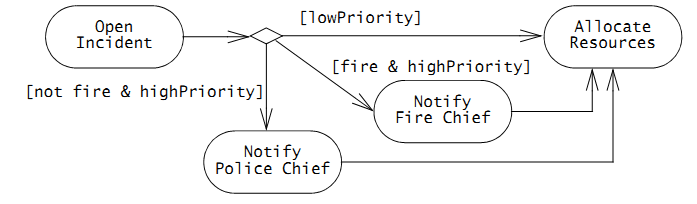 Open
Incident
[lowPriority]
Allocate
Resources
[fire & highPriority]
[not fire & highPriority]
Notify
Fire Chief
Notify
Police Chief